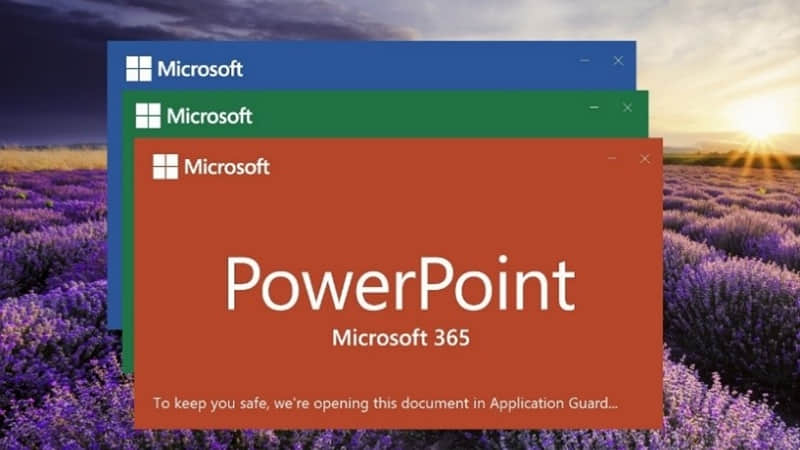 Microsoft
Microsoft
Microsoft
PowerPoint
Microsoft 365
To keep you safe, we're opening this document in Application Guard...